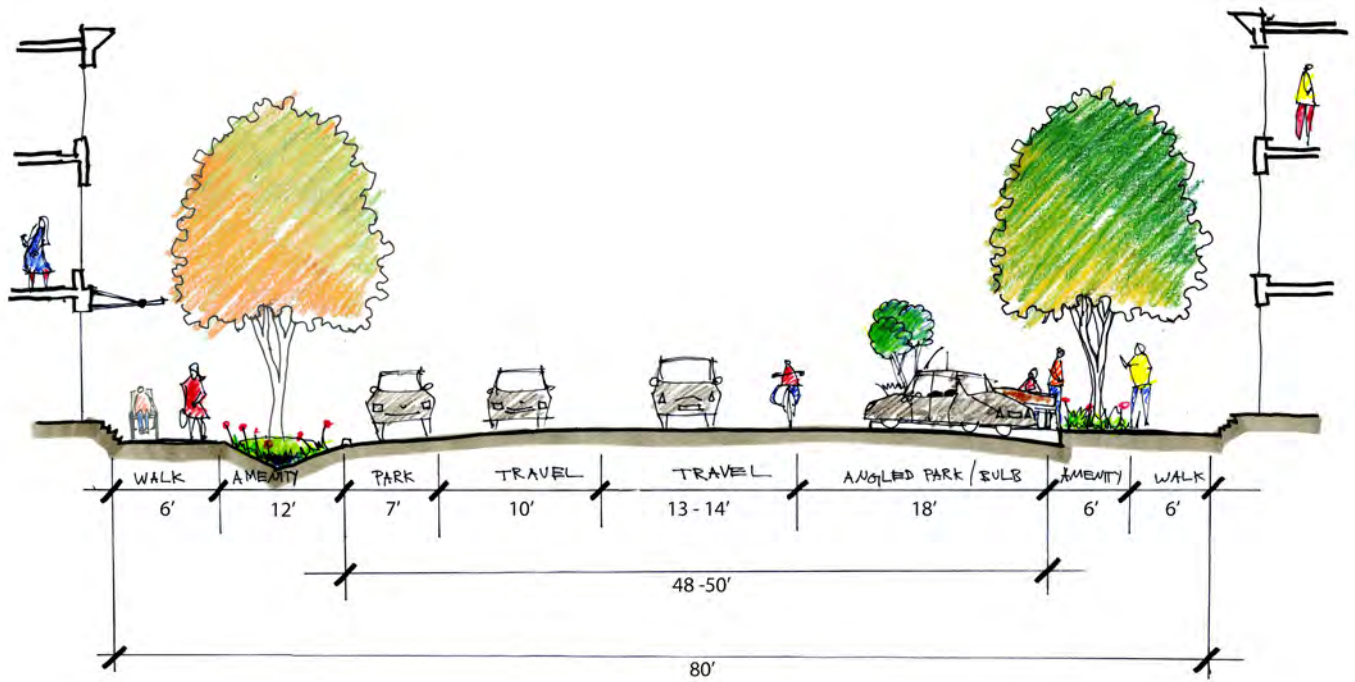 WALK AMENITY PARK TRAVEL TRAVEL ANGLED PARK / BULB AMENITY WALK
6' 12' 7' 10' 13 - 14' 18' 6' 6'
48 -50'
80'